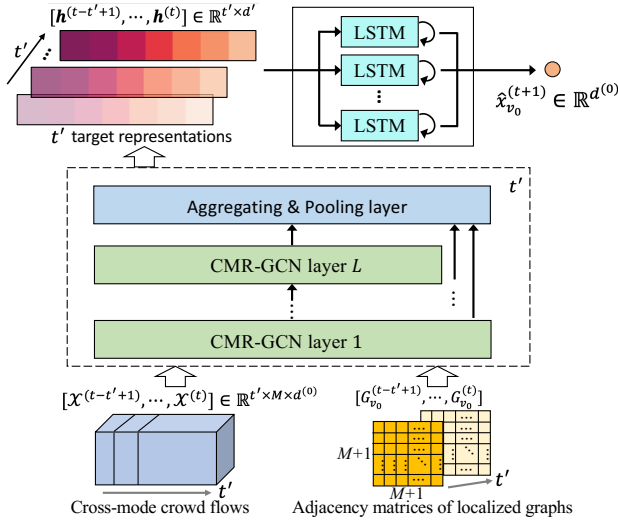 [𝒉^(t−t′+1), ⋯, 𝒉^(t)] ∈ ℝ^{t′×d′}
t′
⋯
t′ target representations
LSTM
LSTM
⋮
LSTM
x̂_{v_0}^{(t+1)} ∈ ℝ^{d^{(0)}}
t′
Aggregating & Pooling layer
CMR-GCN layer L
⋯
⋮
CMR-GCN layer 1
[𝒳^(t−t′+1), ⋯, 𝒳^(t)] ∈ ℝ^{t′×M×d^{(0)}}
t′
Cross-mode crowd flows
[G_{v_0}^{(t−t′+1)}, ⋯, G_{v_0}^{(t)}]
M+1
M+1
t′
Adjacency matrices of localized graphs